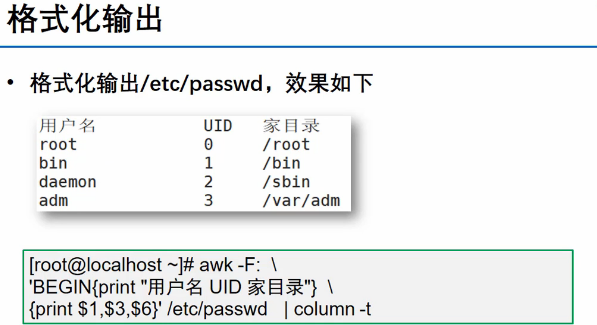 格式化输出
• 格式化输出/etc/passwd，效果如下
用户名 UID 家目录
root 0 /root
bin 1 /bin
daemon 2 /sbin
adm 3 /var/adm
[root@localhost ~]# awk -F: \
'BEGIN{print "用户名 UID 家目录"} \
{print $1,$3,$6}' /etc/passwd | column -t